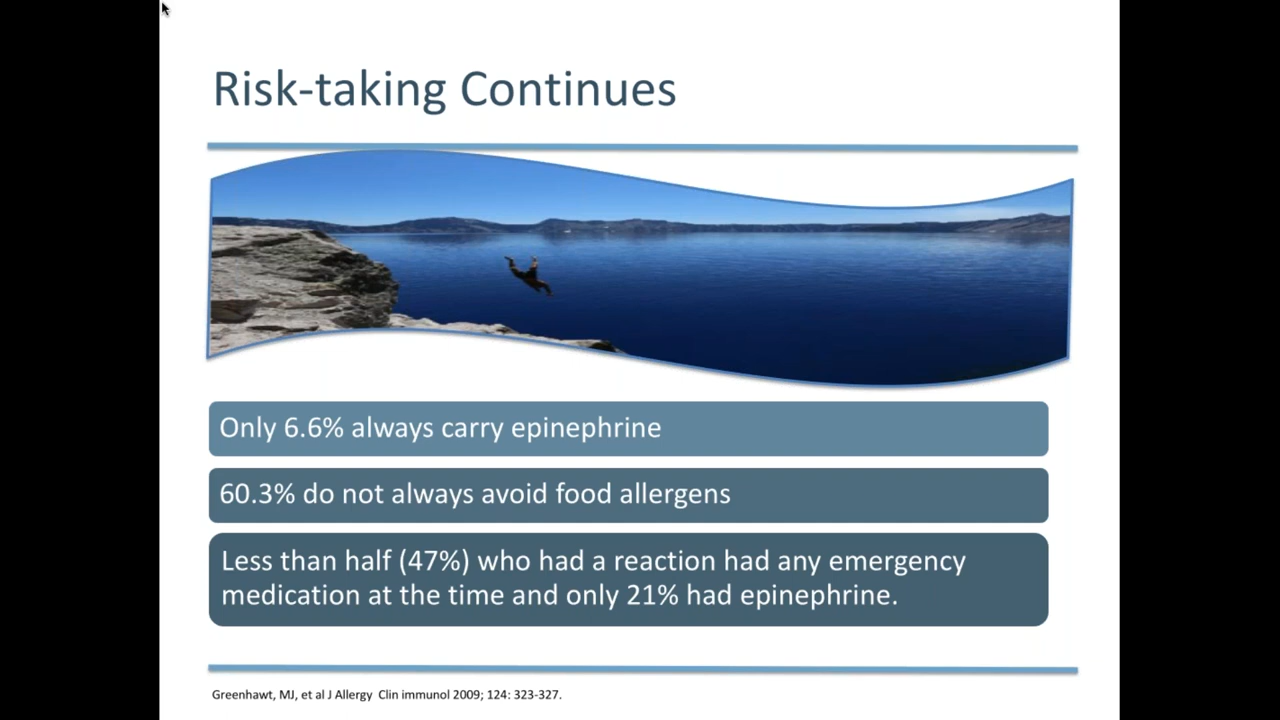 Risk-taking Continues
Only 6.6% always carry epinephrine
60.3% do not always avoid food allergens
Less than half (47%) who had a reaction had any emergency
medication at the time and only 21% had epinephrine.
Greenhawt, MJ, et al J Allergy  Clin immunol 2009; 124: 323-327.